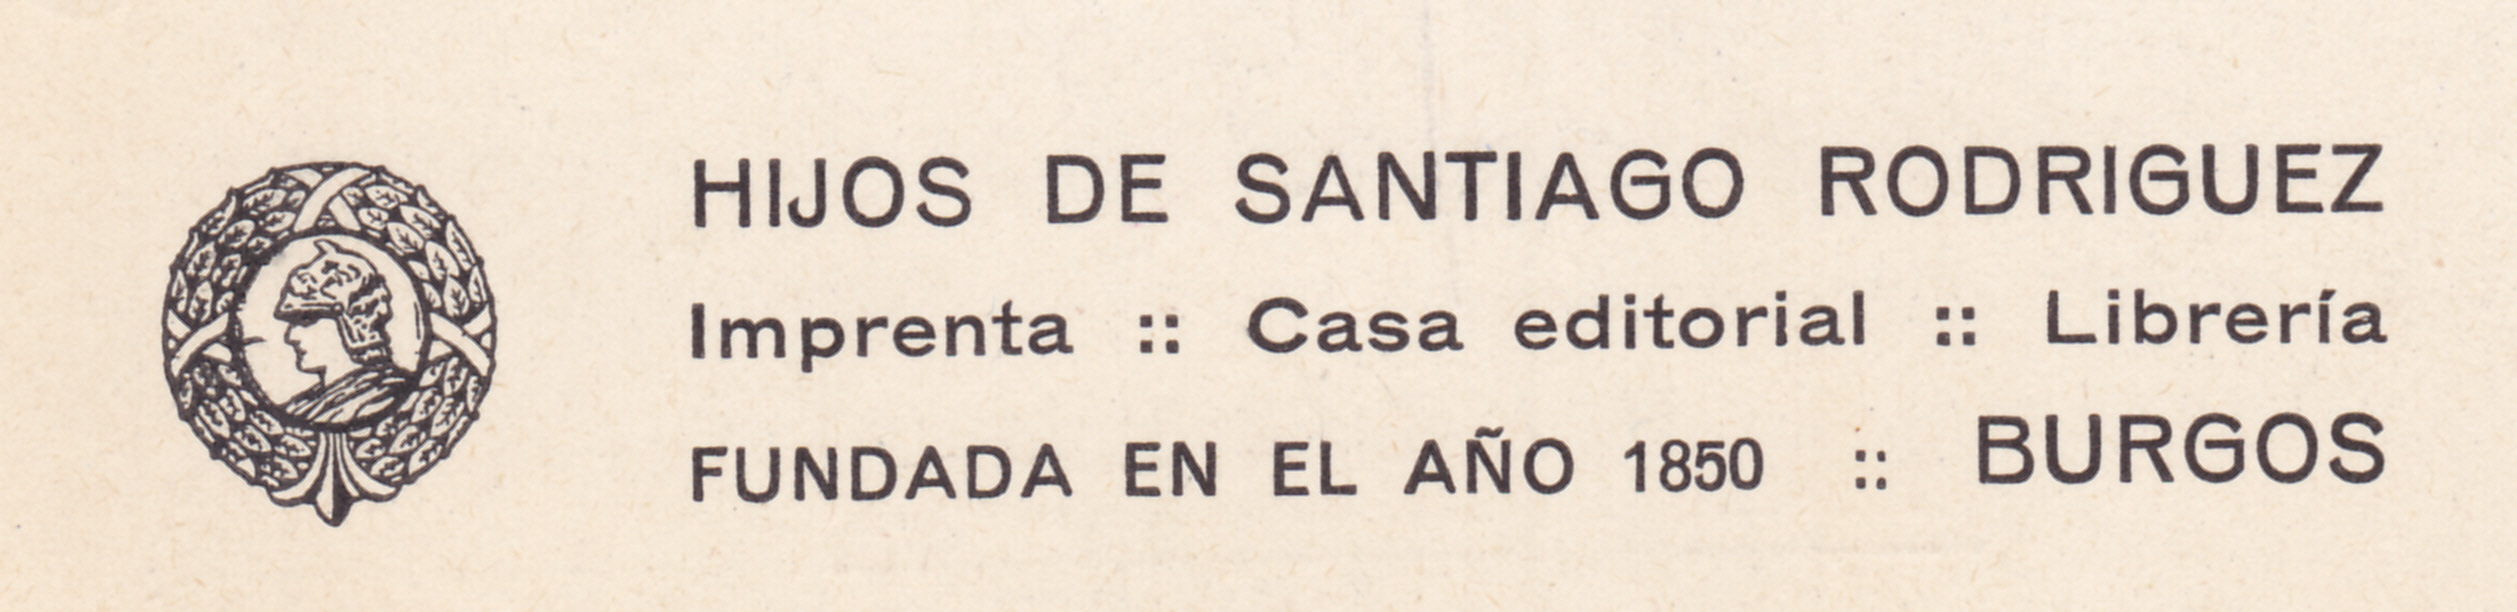 HIJOS DE SANTIAGO RODRIGUEZ
Imprenta :: Casa editorial :: Librería
FUNDADA EN EL AÑO 1850 :: BURGOS